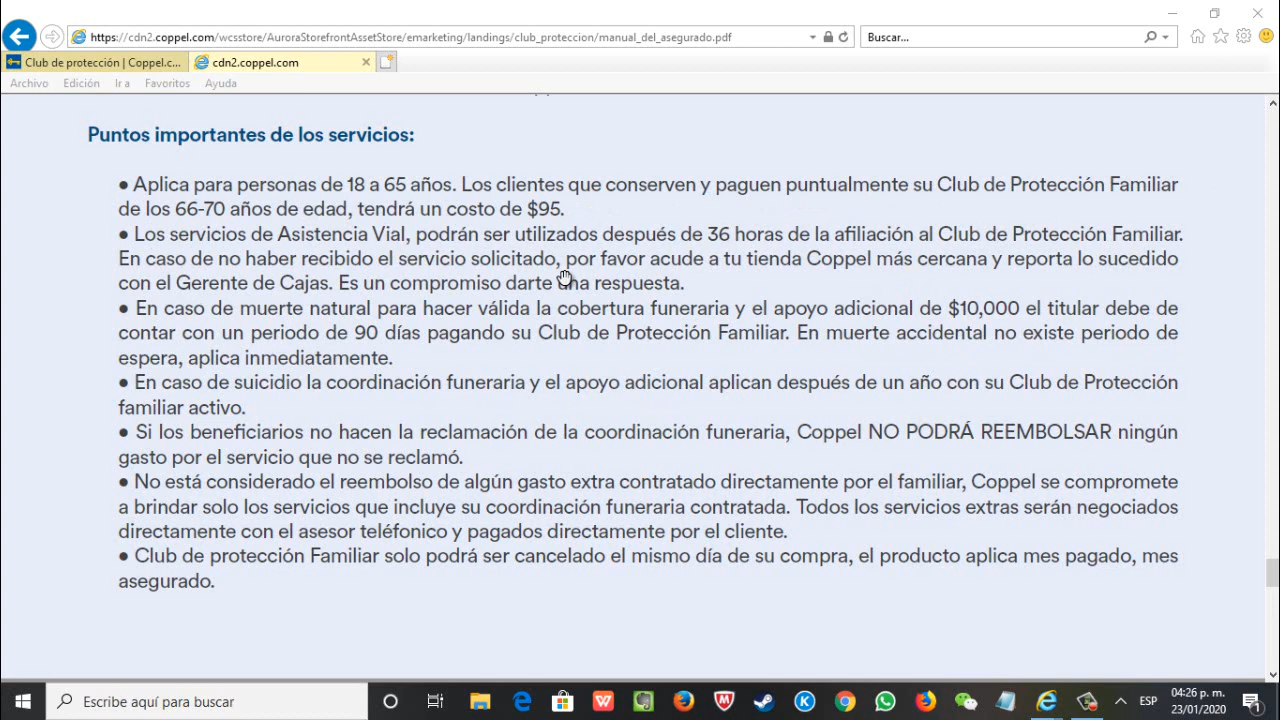 https://cdn2.coppel.com/wcsstore/AuroraStorefrontAssetStore/emarketing/landings/club_proteccion/manual_del_asegurado.pdf
Buscar...
Club de protección | Coppel.c...
cdn2.coppel.com
Archivo Edición Ir a Favoritos Ayuda
Puntos importantes de los servicios:
● Aplica para personas de 18 a 65 años. Los clientes que conserven y paguen puntualmente su Club de Protección Familiar
de los 66-70 años de edad, tendrá un costo de $95.
● Los servicios de Asistencia Vial, podrán ser utilizados después de 36 horas de la afiliación al Club de Protección Familiar.
En caso de no haber recibido el servicio solicitado, por favor acude a tu tienda Coppel más cercana y reporta lo sucedido
con el Gerente de Cajas. Es un compromiso darte una respuesta.
● En caso de muerte natural para hacer válida la cobertura funeraria y el apoyo adicional de $10,000 el titular debe de
contar con un periodo de 90 días pagando su Club de Protección Familiar. En muerte accidental no existe periodo de
espera, aplica inmediatamente.
● En caso de suicidio la coordinación funeraria y el apoyo adicional aplican después de un año con su Club de Protección
familiar activo.
● Si los beneficiarios no hacen la reclamación de la coordinación funeraria, Coppel NO PODRÁ REEMBOLSAR ningún
gasto por el servicio que no se reclamó.
● No está considerado el reembolso de algún gasto extra contratado directamente por el familiar, Coppel se compromete
a brindar solo los servicios que incluye su coordinación funeraria contratada. Todos los servicios extras serán negociados
directamente con el asesor teléfonico y pagados directamente por el cliente.
● Club de protección Familiar solo podrá ser cancelado el mismo día de su compra, el producto aplica mes pagado, mes
asegurado.
Escribe aquí para buscar
ESP
04:26 p. m.
23/01/2020
1